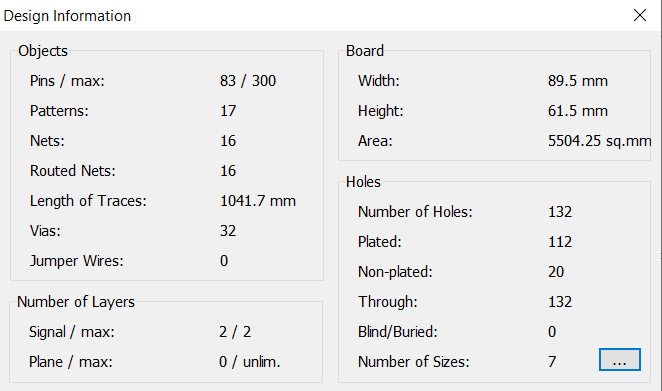 Design Information
Objects
Pins / max: 83 / 300
Patterns: 17
Nets: 16
Routed Nets: 16
Length of Traces: 1041.7 mm
Vias: 32
Jumper Wires: 0
Number of Layers
Signal / max: 2 / 2
Plane / max: 0 / unlim.
Board
Width: 89.5 mm
Height: 61.5 mm
Area: 5504.25 sq.mm
Holes
Number of Holes: 132
Plated: 112
Non-plated: 20
Through: 132
Blind/Buried: 0
Number of Sizes: 7 ...